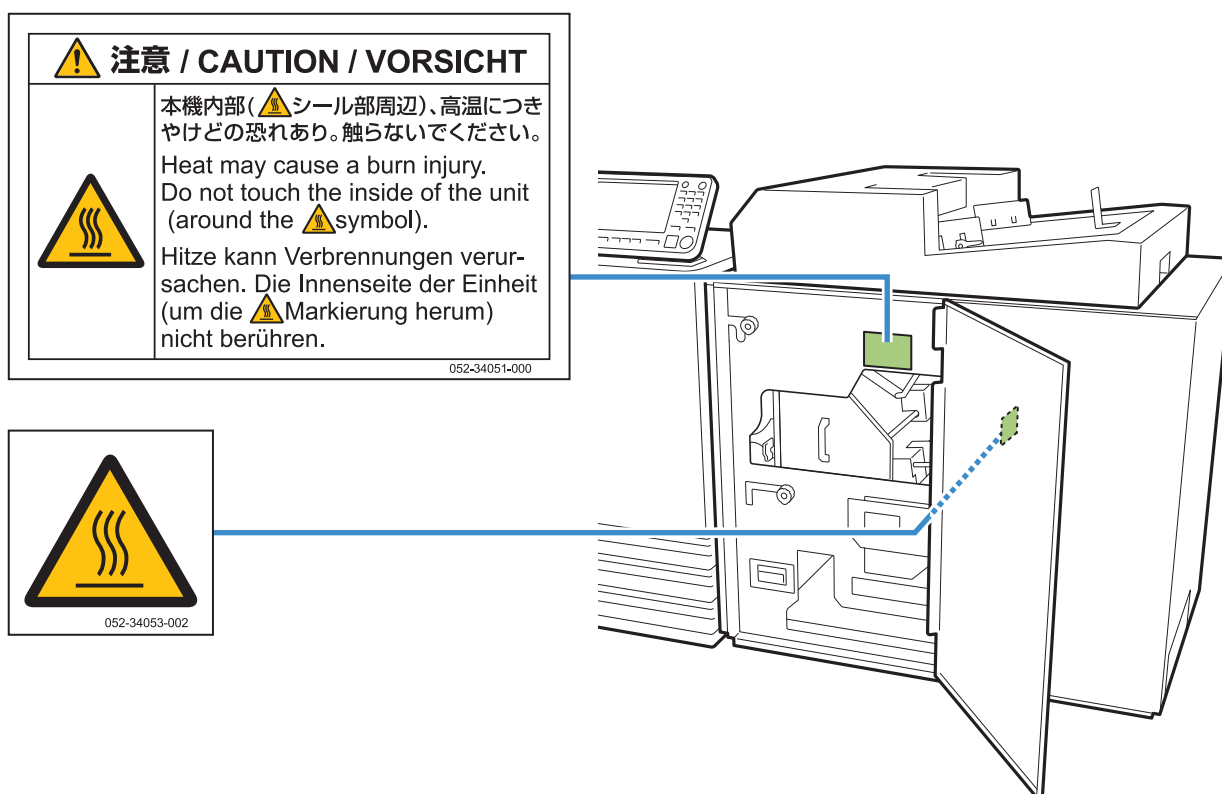 注意 / CAUTION / VORSICHT
本機内部(シール部周辺)、高温につき
やけどの恐れあり。触らないでください。
Heat may cause a burn injury.
Do not touch the inside of the unit
(around the symbol).
Hitze kann Verbrennungen verur-
sachen. Die Innenseite der Einheit
(um die Markierung herum)
nicht berühren.
052-34051-000
052-34053-002